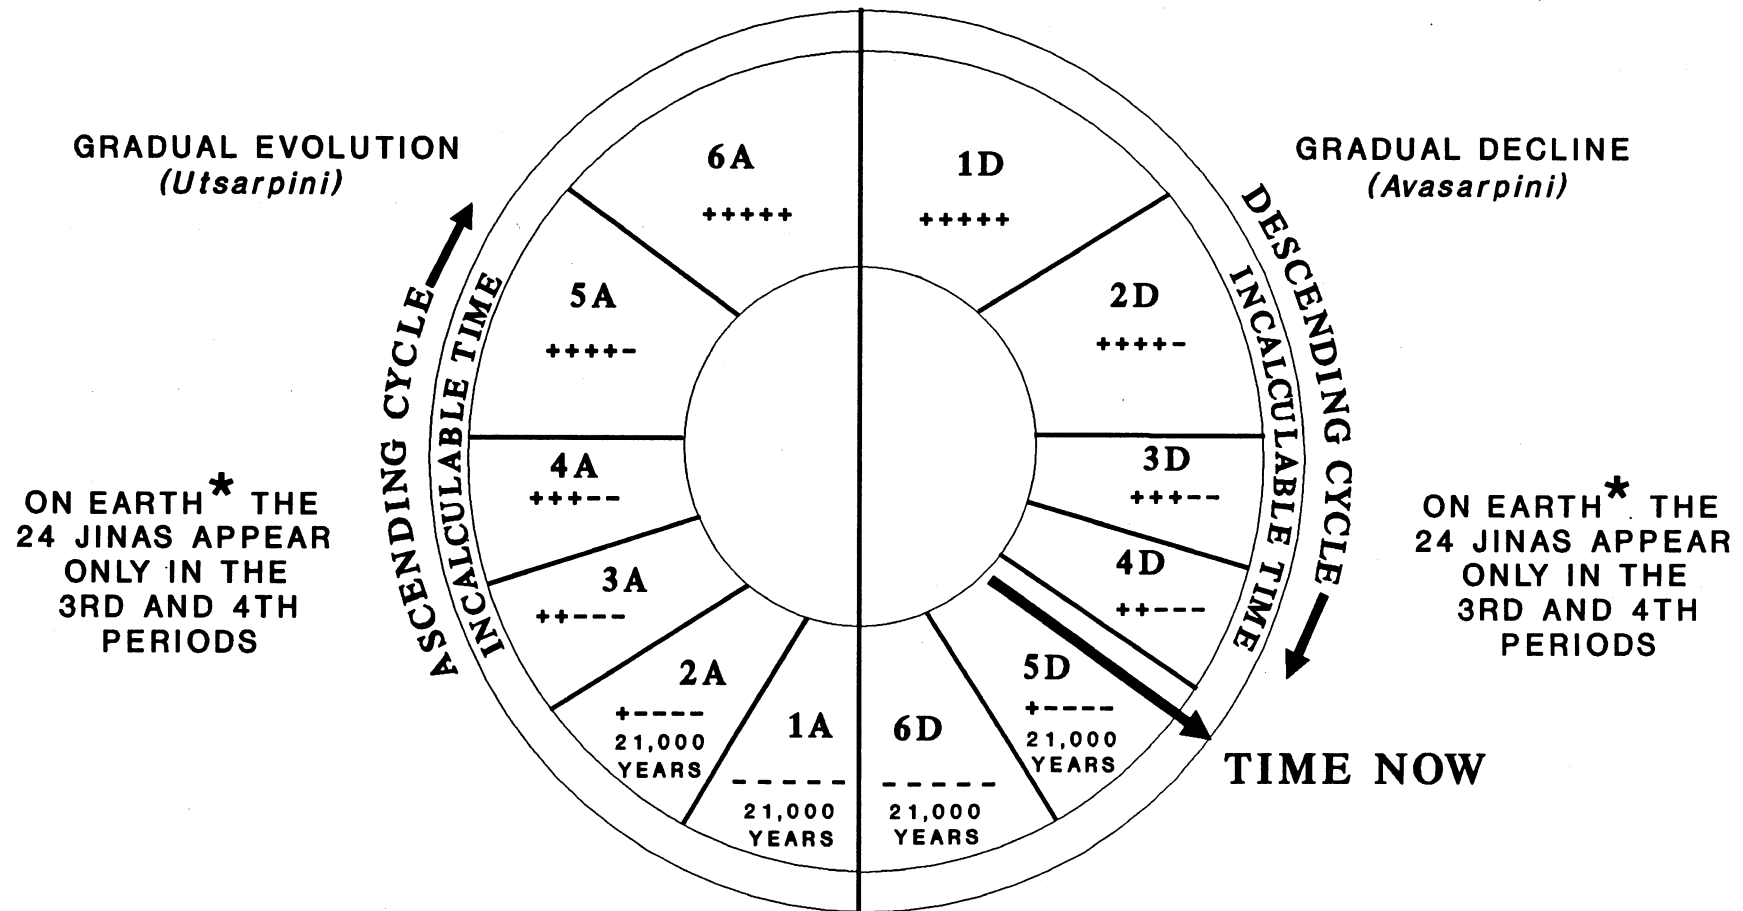 GRADUAL EVOLUTION
(Utsarpini)
GRADUAL DECLINE
(Avasarpini)
ASCENDING CYCLE
INCALCULABLE TIME
DESCENDING CYCLE
INCALCULABLE TIME
6A
+++++
1D
+++++
5A
++++-
2D
++++-
4A
+++--
3D
+++--
3A
++---
4D
++---
2A
+----
21,000
YEARS
1A
-----
21,000
YEARS
6D
-----
21,000
YEARS
5D
+----
21,000
YEARS
TIME NOW
ON EARTH* THE
24 JINAS APPEAR
ONLY IN THE
3RD AND 4TH
PERIODS
ON EARTH* THE
24 JINAS APPEAR
ONLY IN THE
3RD AND 4TH
PERIODS